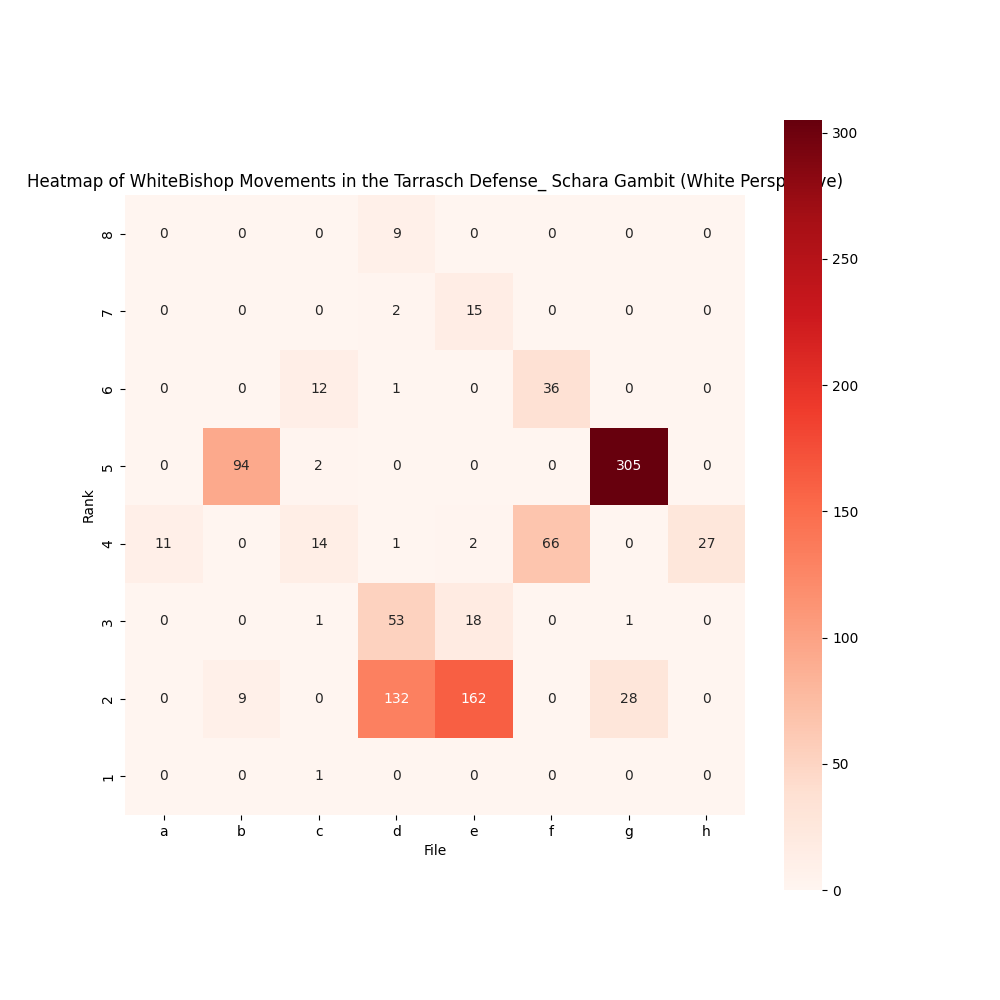 Heatmap of WhiteBishop Movements in the Tarrasch Defense_ Schara Gambit (White Perspective)
300
8 0 0 0 9 0 0 0 0
250
7 0 0 0 2 15 0 0 0
6 0 0 12 1 0 36 0 0
200
5 0 94 2 0 0 0 305 0
Rank
150
4 11 0 14 1 2 66 0 27
3 0 0 1 53 18 0 1 0
100
2 0 9 0 132 162 0 28 0
50
1 0 0 1 0 0 0 0 0
a b c d e f g h
File
0